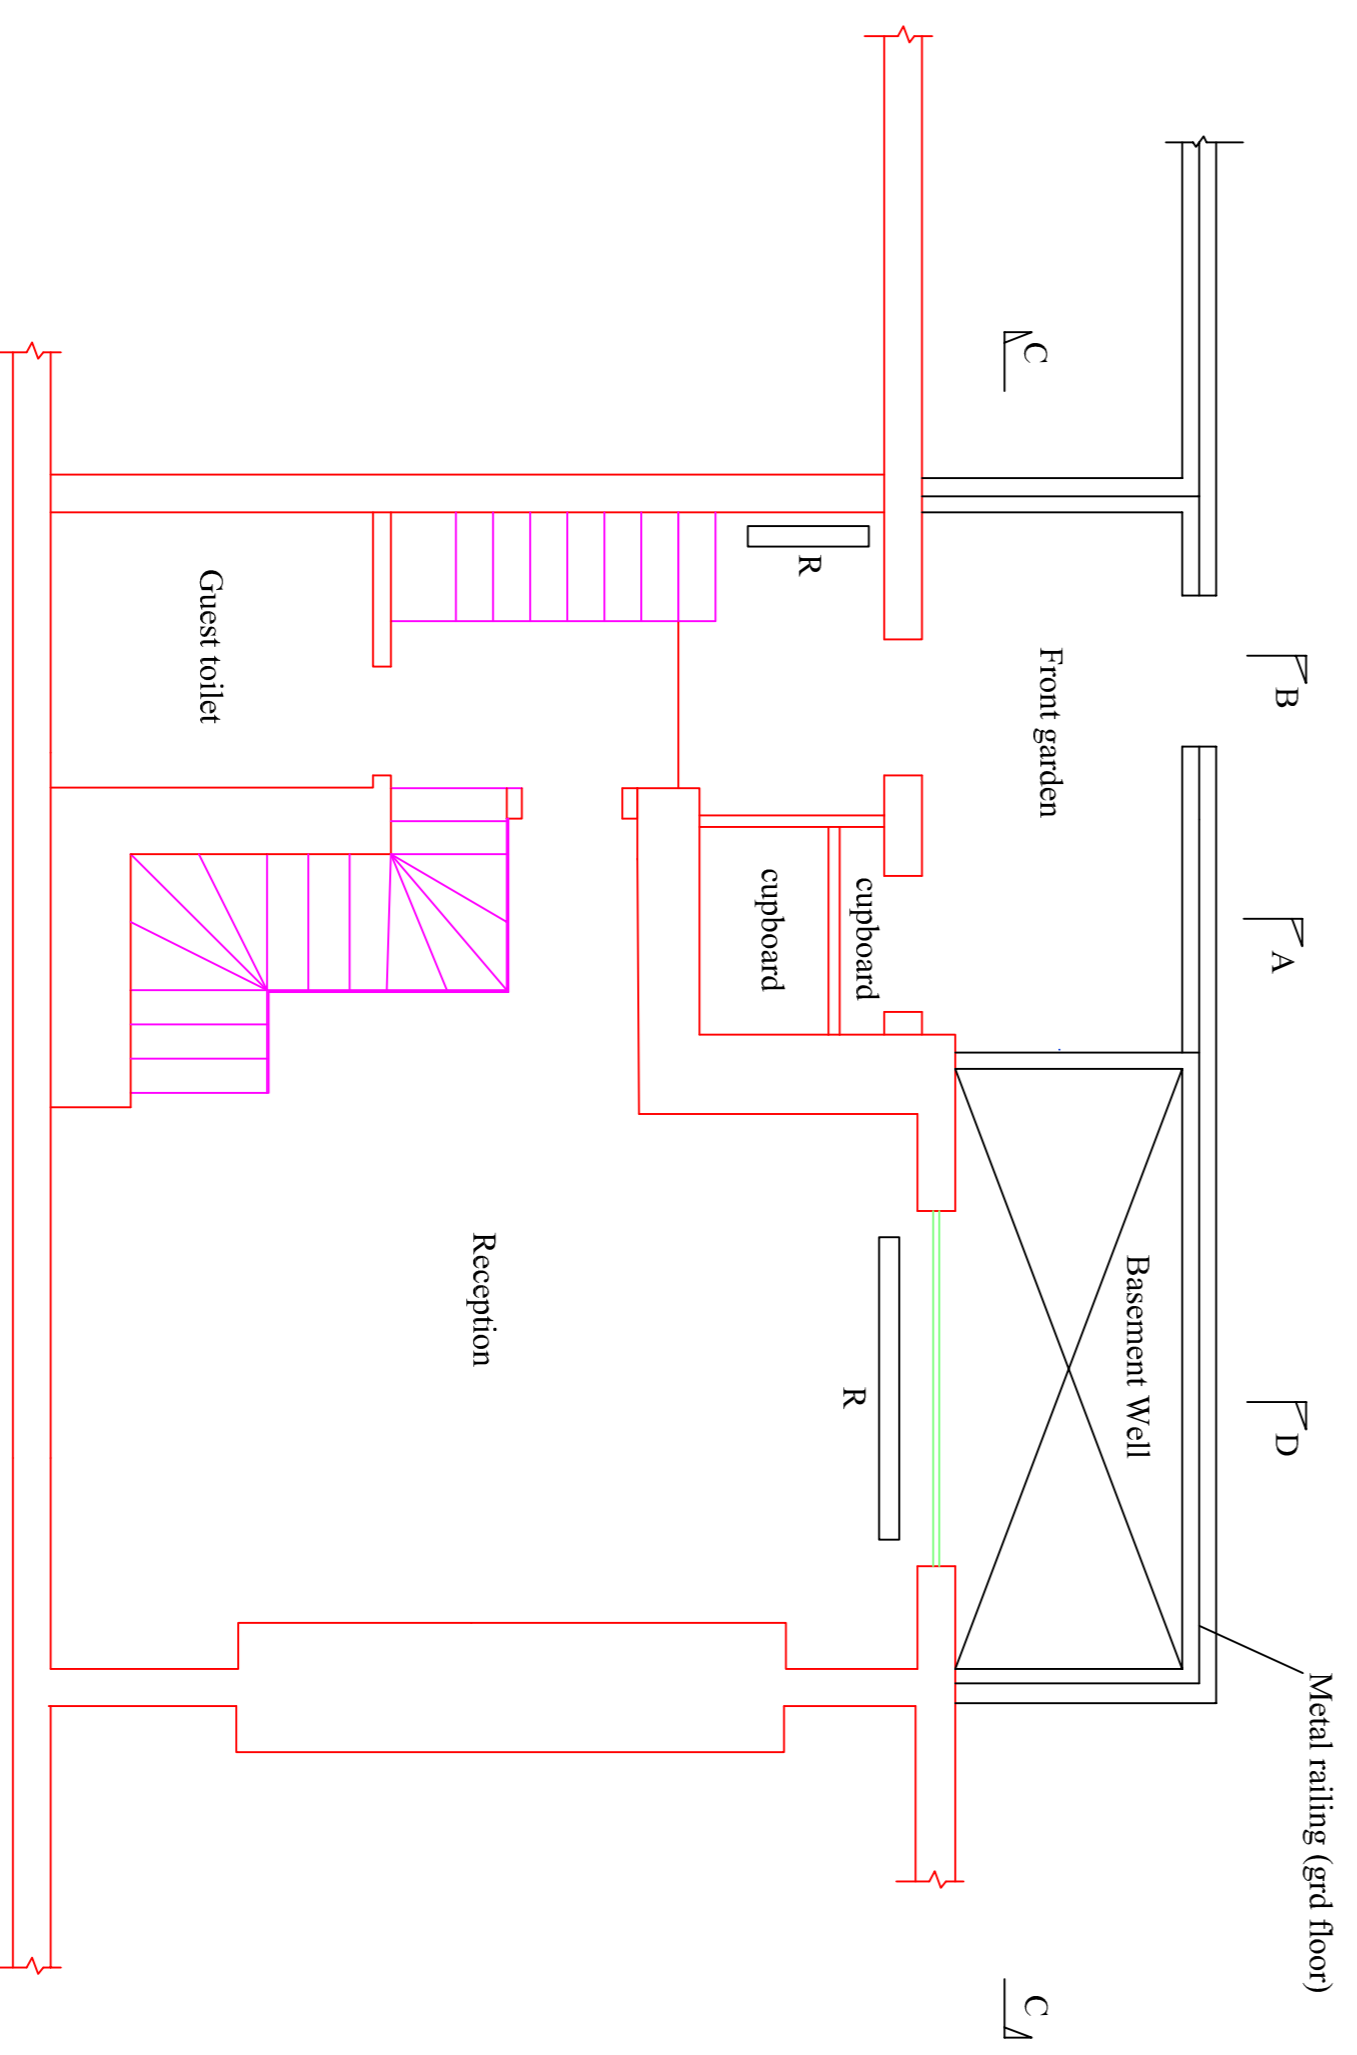 C
B
A
D
C
Front garden
Basement Well
Metal railing (grd floor)
R
cupboard
cupboard
R
Guest toilet
Reception